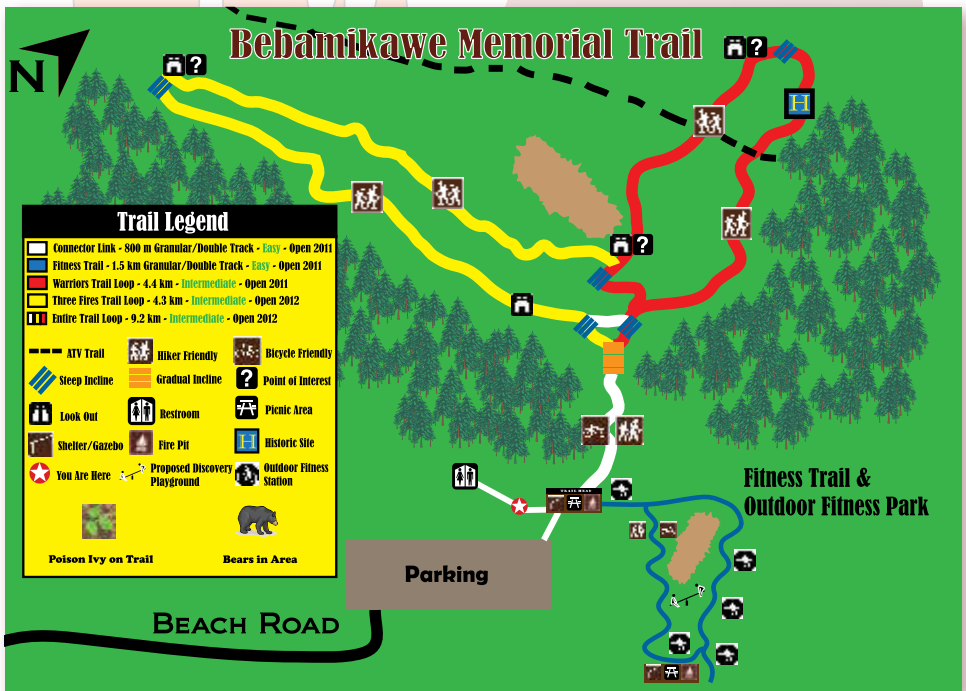 Bebamikawe Memorial Trail
N
?
?
H
?
Trail Legend
Connector Link - 800 m Granular/Double Track - Easy - Open 2011
Fitness Trail - 1.5 km Granular/Double Track - Easy - Open 2011
Warriors Trail Loop - 4.4 km - Intermediate - Open 2011
Three Fires Trail Loop - 4.3 km - Intermediate - Open 2012
Entire Trail Loop - 9.2 km - Intermediate - Open 2012
ATV Trail
Hiker Friendly
Bicycle Friendly
Steep Incline
Gradual Incline
? Point of Interest
Look Out
Restroom
Picnic Area
Shelter/Gazebo
Fire Pit
H Historic Site
You Are Here
Proposed Discovery
Playground
Outdoor Fitness
Station
Poison Ivy on Trail
Bears in Area
TRAIL HEAD
Fitness Trail &
Outdoor Fitness Park
Parking
BEACH ROAD